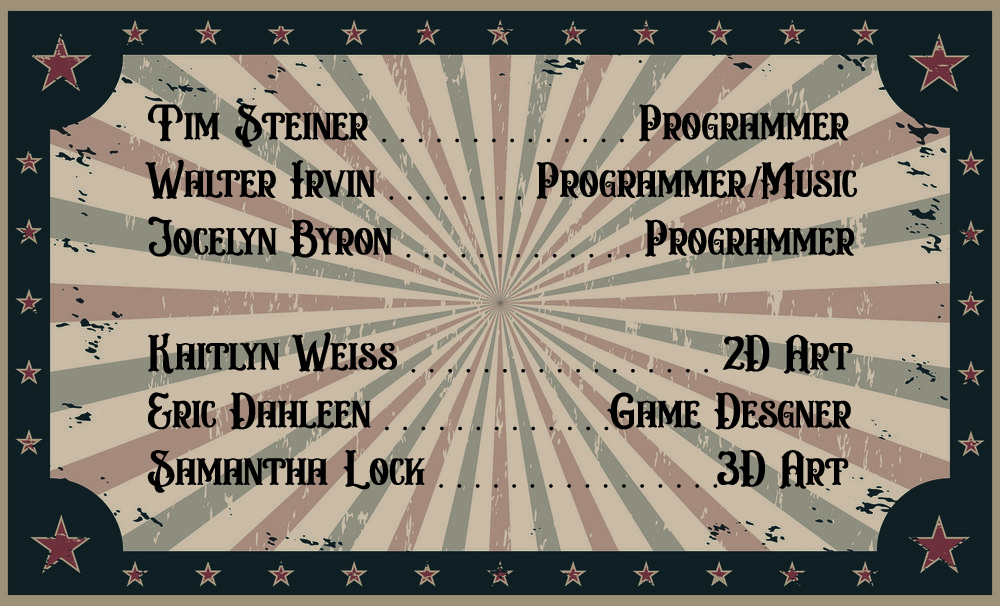 Tim Steiner . . . . . . . . . . . . . . . . Programmer
Walter Irvin . . . . . . . . . Programmer/Music
Jocelyn Byron . . . . . . . . . . . . . . . Programmer
Kaitlyn Weiss . . . . . . . . . . . . . . . . . . . 2D Art
Eric Dahleen . . . . . . . . . . . . . . .Game Desgner
Samantha Lock . . . . . . . . . . . . . . . . . .3D Art